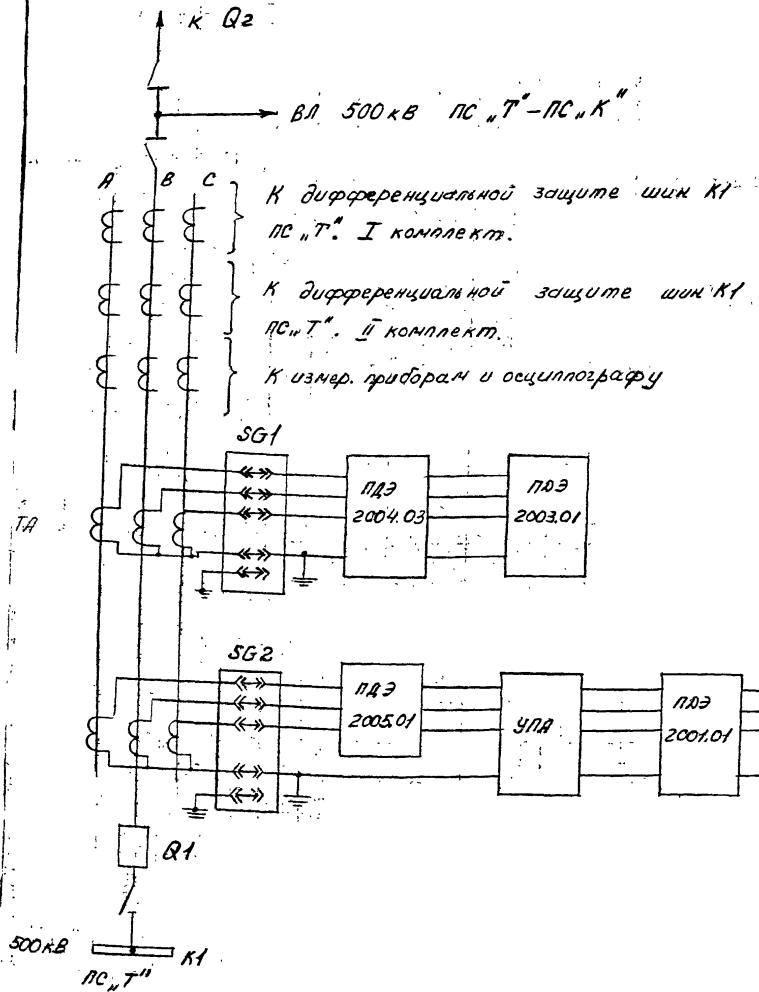 К Q2
ВЛ 500 кВ ПС „Т"-ПС„К"
А В С
К дифференциальной защите шин К1
ПС „Т". I комплект.
К дифференциальной защите шин К1
ПС„Т". II комплект.
К измер. приборам и осциллографу
SG1
ПДЭ
2004.03
ПДЭ
2003.01
ТА
SG2
ПДЭ
2005.01
УПА
ПДЭ
2001.01
Q1
500 кВ
К1
ПС„Т"